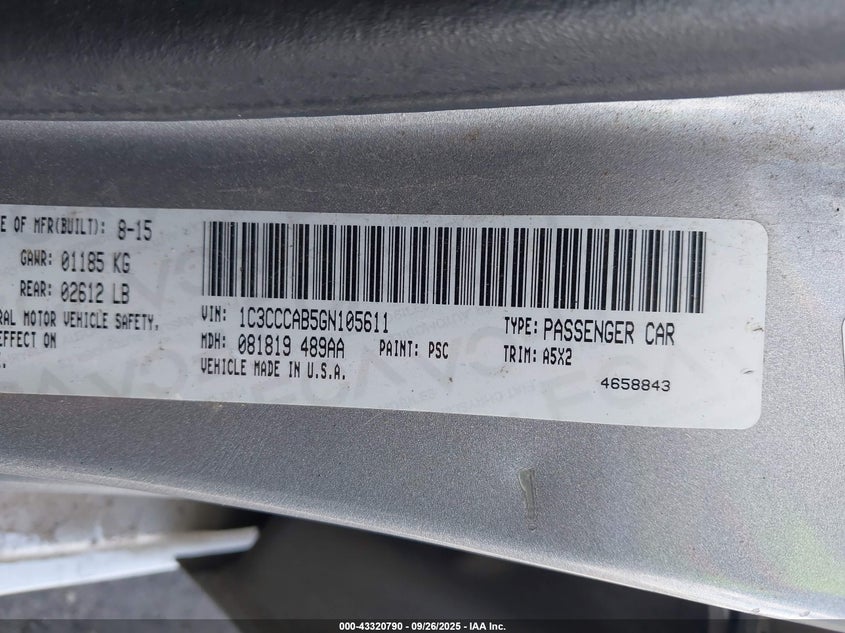 E OF MFR(BUILT): 8-15
GAWR: 01185 KG
REAR: 02612 LB
RAL MOTOR VEHICLE SAFETY,
EFFECT ON
VIN: 1C3CCCAB5GN105611
TYPE: PASSENGER CAR
MDH: 081819 489AA
PAINT: PSC
TRIM: A5X2
VEHICLE MADE IN U.S.A.
4658843
000-43320790 - 09/26/2025 - IAA Inc.